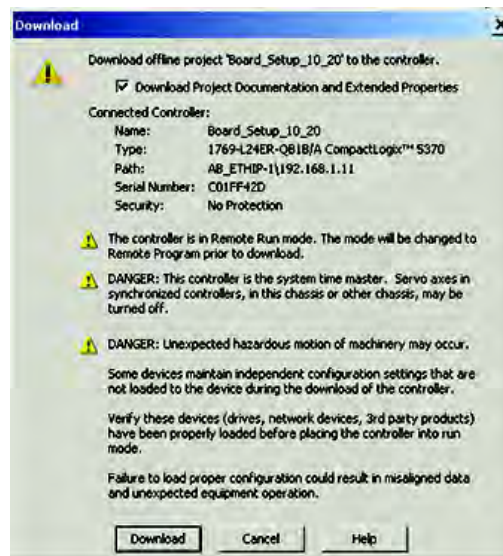 Download
Download offline project 'Board_Setup_10_20' to the controller.
Download Project Documentation and Extended Properties
Connected Controller:
Name: Board_Setup_10_20
Type: 1769-L24ER-QB1B/A CompactLogix™ 5370
Path: AB_ETHIP-1\192.168.1.11
Serial Number: C01FF42D
Security: No Protection
The controller is in Remote Run mode. The mode will be changed to
Remote Program prior to download.
DANGER: This controller is the system time master. Servo axes in
synchronized controllers, in this chassis or other chassis, may be
turned off.
DANGER: Unexpected hazardous motion of machinery may occur.
Some devices maintain independent configuration settings that are
not loaded to the device during the download of the controller.
Verify these devices (drives, network devices, 3rd party products)
have been properly loaded before placing the controller into run
mode.
Failure to load proper configuration could result in misaligned data
and unexpected equipment operation.
Download Cancel Help